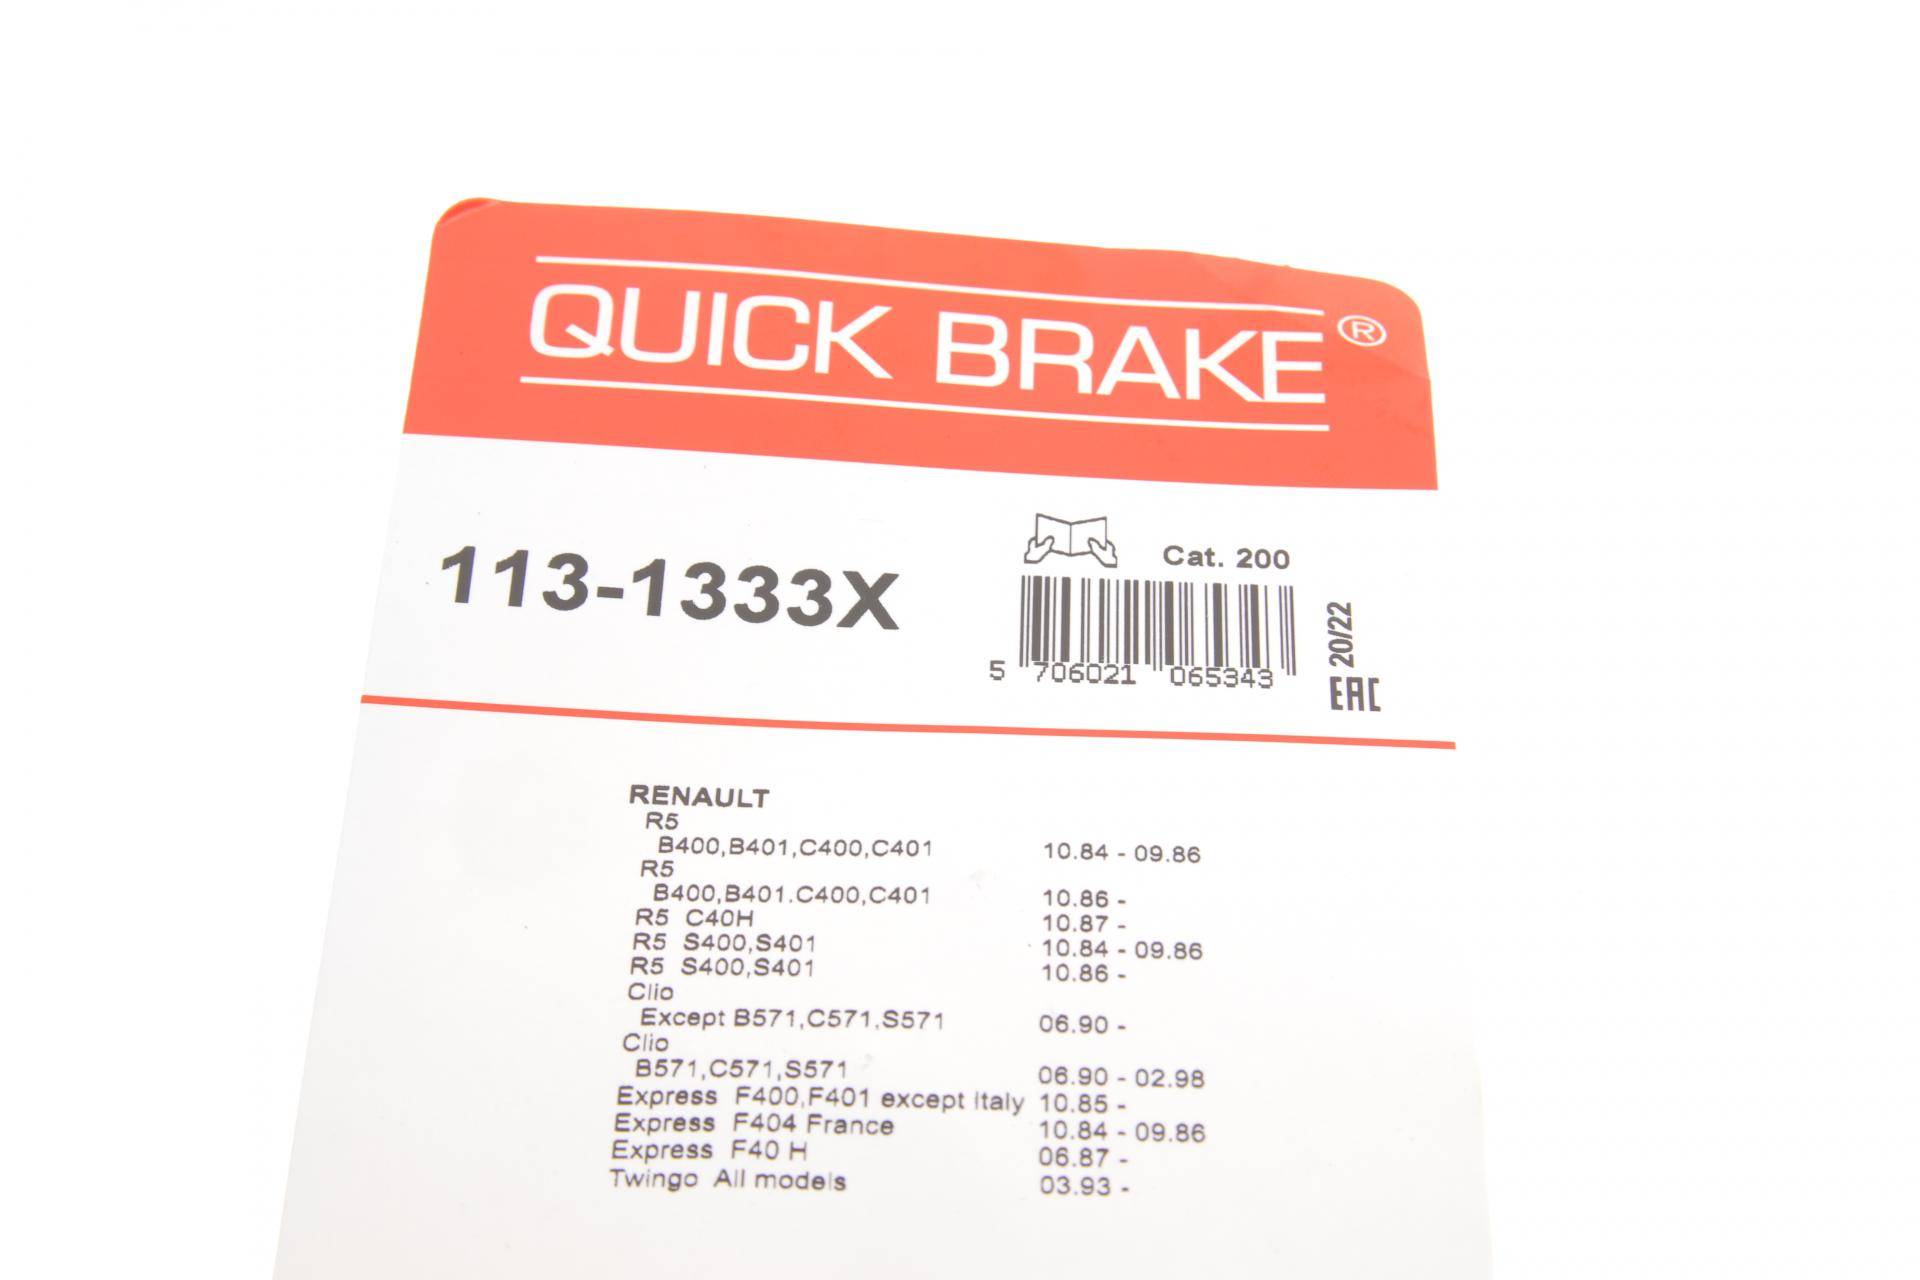 QUICK BRAKE®
113-1333X
Cat. 200
5 706021 065343
20/22
EAC
RENAULT
R5
B400,B401,C400,C401 10.84 - 09.86
R5
B400,B401.C400,C401 10.86 -
R5 C40H 10.87 -
R5 S400,S401 10.84 - 09.86
R5 S400,S401 10.86 -
Clio
Except B571,C571,S571 06.90 -
Clio
B571,C571,S571 06.90 - 02.98
Express F400,F401 except Italy 10.85 -
Express F404 France 10.84 - 09.86
Express F40 H 06.87 -
Twingo All models 03.93 -